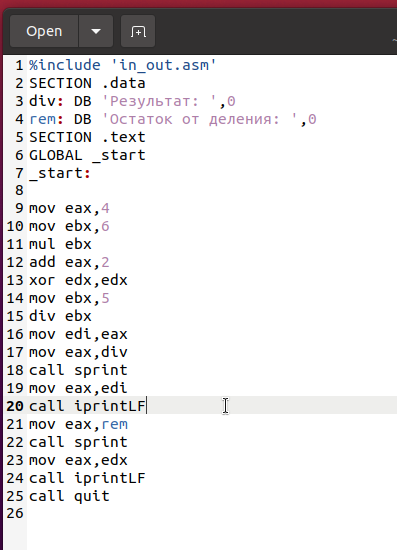 Open
1 %include 'in_out.asm'
2 SECTION .data
3 div: DB 'Результат: ',0
4 rem: DB 'Остаток от деления: ',0
5 SECTION .text
6 GLOBAL _start
7 _start:
8
9 mov eax,4
10 mov ebx,6
11 mul ebx
12 add eax,2
13 xor edx,edx
14 mov ebx,5
15 div ebx
16 mov edi,eax
17 mov eax,div
18 call sprint
19 mov eax,edi
20 call iprintLF
21 mov eax,rem
22 call sprint
23 mov eax,edx
24 call iprintLF
25 call quit
26